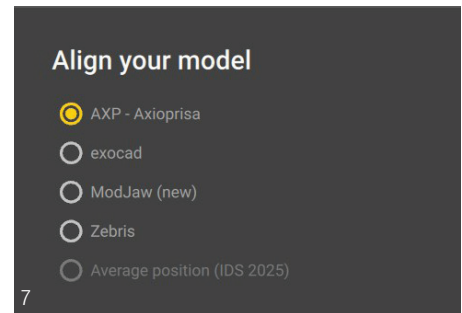 Align your model
AXP - Axioprisa
exocad
ModJaw (new)
Zebris
Average position (IDS 2025)
7